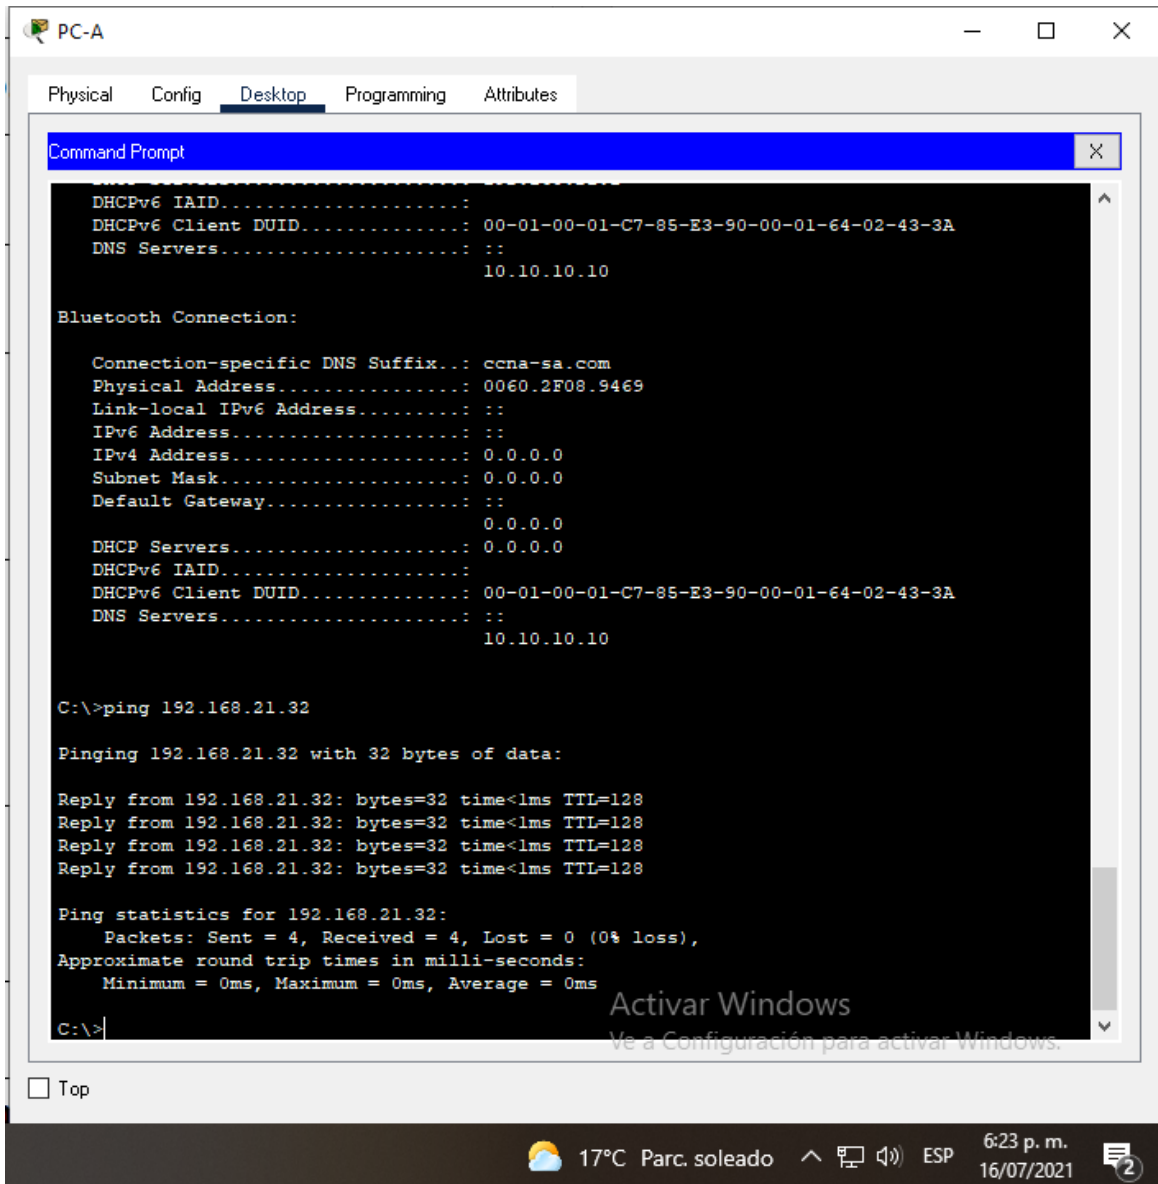 PC-A
Physical Config Desktop Programming Attributes
Command Prompt X
DHCPv6 IAID.....................:
DHCPv6 Client DUID..............: 00-01-00-01-C7-85-E3-90-00-01-64-02-43-3A
DNS Servers.....................: ::
10.10.10.10
Bluetooth Connection:
Connection-specific DNS Suffix..: ccna-sa.com
Physical Address................: 0060.2F08.9469
Link-local IPv6 Address.........: ::
IPv6 Address....................: ::
IPv4 Address....................: 0.0.0.0
Subnet Mask.....................: 0.0.0.0
Default Gateway.................: ::
0.0.0.0
DHCP Servers....................: 0.0.0.0
DHCPv6 IAID.....................:
DHCPv6 Client DUID..............: 00-01-00-01-C7-85-E3-90-00-01-64-02-43-3A
DNS Servers.....................: ::
10.10.10.10
C:\>ping 192.168.21.32
Pinging 192.168.21.32 with 32 bytes of data:
Reply from 192.168.21.32: bytes=32 time<1ms TTL=128
Reply from 192.168.21.32: bytes=32 time<1ms TTL=128
Reply from 192.168.21.32: bytes=32 time<1ms TTL=128
Reply from 192.168.21.32: bytes=32 time<1ms TTL=128
Ping statistics for 192.168.21.32:
Packets: Sent = 4, Received = 4, Lost = 0 (0% loss),
Approximate round trip times in milli-seconds:
Minimum = 0ms, Maximum = 0ms, Average = 0ms
C:\>
Activar Windows
Ve a Configuración para activar Windows.
Top
17°C Parc. soleado ESP 6:23 p. m.
16/07/2021 2